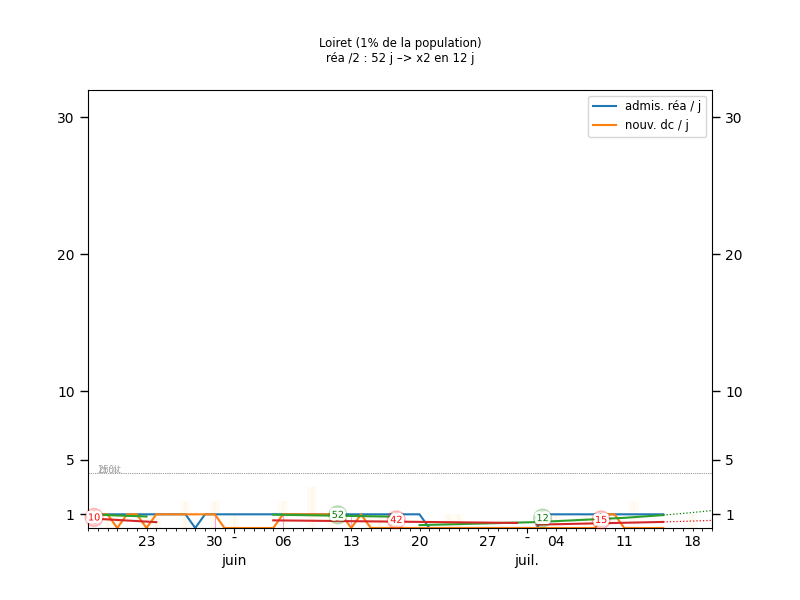 Loiret (1% de la population)
réa /2 : 52 j –> x2 en 12 j
admis. réa / j
nouv. dc / j
30 30
20 20
10 10
5 5
1 1
10 52 42 12 15
23 30 - 06 13 20 27 - 04 11 18
juin juil.